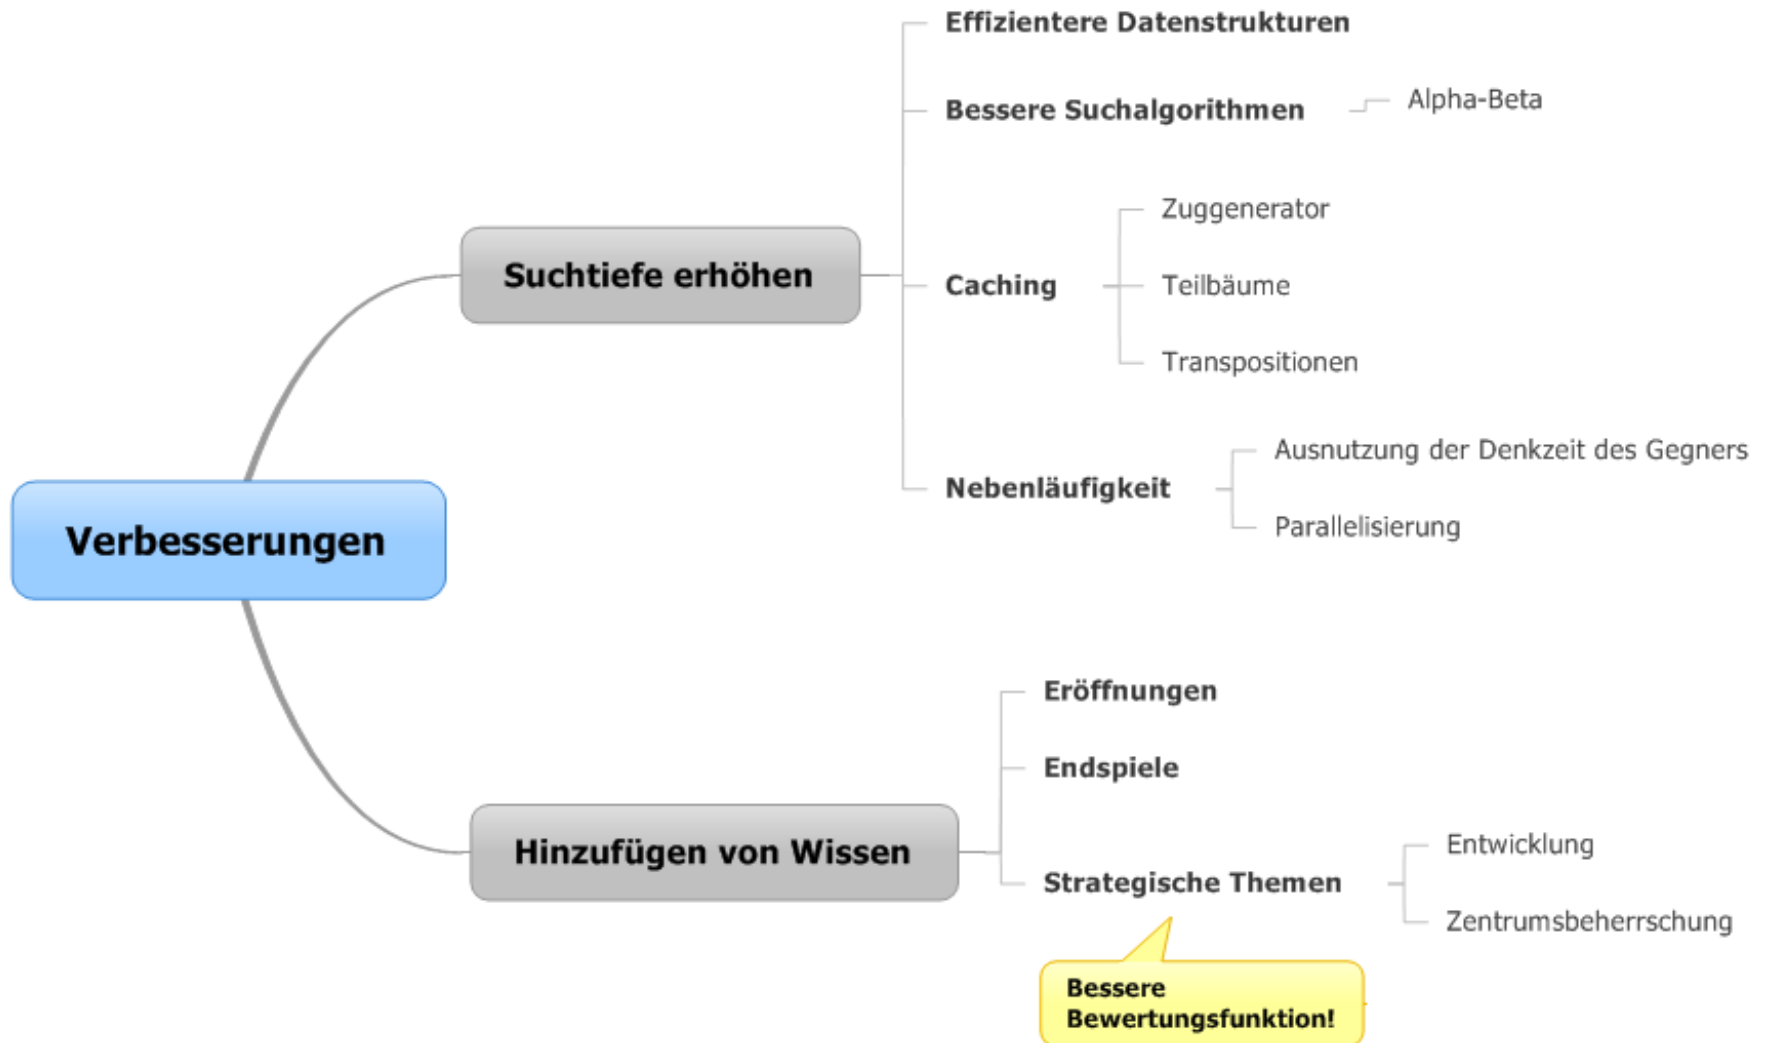 Verbesserungen
Suchtiefe erhöhen
Effizientere Datenstrukturen
Bessere Suchalgorithmen
Alpha-Beta
Caching
Zuggenerator
Teilbäume
Transpositionen
Nebenläufigkeit
Ausnutzung der Denkzeit des Gegners
Parallelisierung
Hinzufügen von Wissen
Eröffnungen
Endspiele
Strategische Themen
Entwicklung
Zentrumsbeherrschung
Bessere
Bewertungsfunktion!